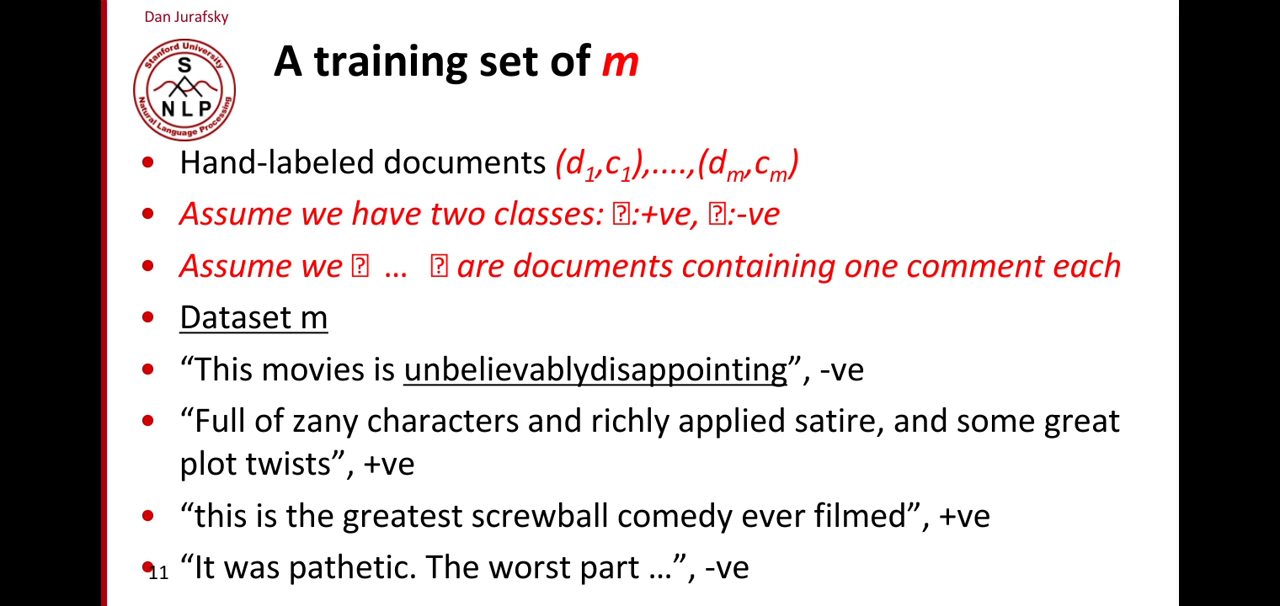 Dan Jurafsky
Stanford University
S
NLP
Natural Language Processing
A training set of m
• Hand-labeled documents (d1,c1),....,(dm,cm)
• Assume we have two classes: ⍰:+ve, ⍰:-ve
• Assume we ⍰ … ⍰ are documents containing one comment each
• Dataset m
• “This movies is unbelievablydisappointing”, -ve
• “Full of zany characters and richly applied satire, and some great
plot twists”, +ve
• “this is the greatest screwball comedy ever filmed”, +ve
• “It was pathetic. The worst part …”, -ve
11